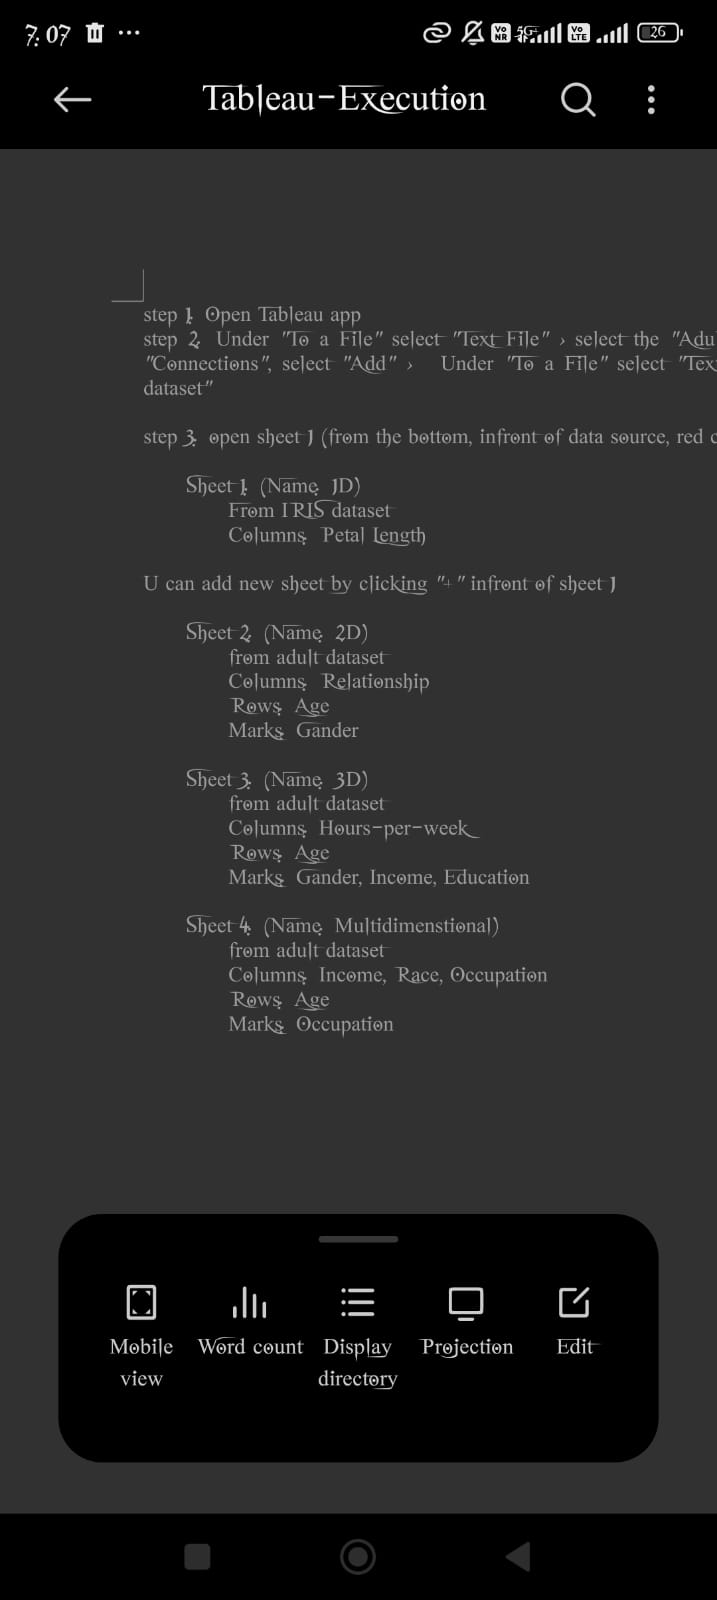 7:07 ... Vo NR 5G+ Vo LTE 26
Tableau-Execution
step 1: Open Tableau app
step 2: Under "To a File" select "Text File" > select the "Adu
"Connections", select "Add" > Under "To a File" select "Tex
dataset"
step 3: open sheet 1 (from the bottom, infront of data source, red c
Sheet 1: (Name: 1D)
From IRIS dataset
Columns: Petal Length
U can add new sheet by clicking "+" infront of sheet 1
Sheet 2: (Name: 2D)
from adult dataset
Columns: Relationship
Rows: Age
Marks: Gander
Sheet 3: (Name: 3D)
from adult dataset
Columns: Hours-per-week
Rows: Age
Marks: Gander, Income, Education
Sheet 4: (Name: Multidimenstional)
from adult dataset
Columns: Income, Race, Occupation
Rows: Age
Marks: Occupation
Mobile view
Word count
Display directory
Projection
Edit